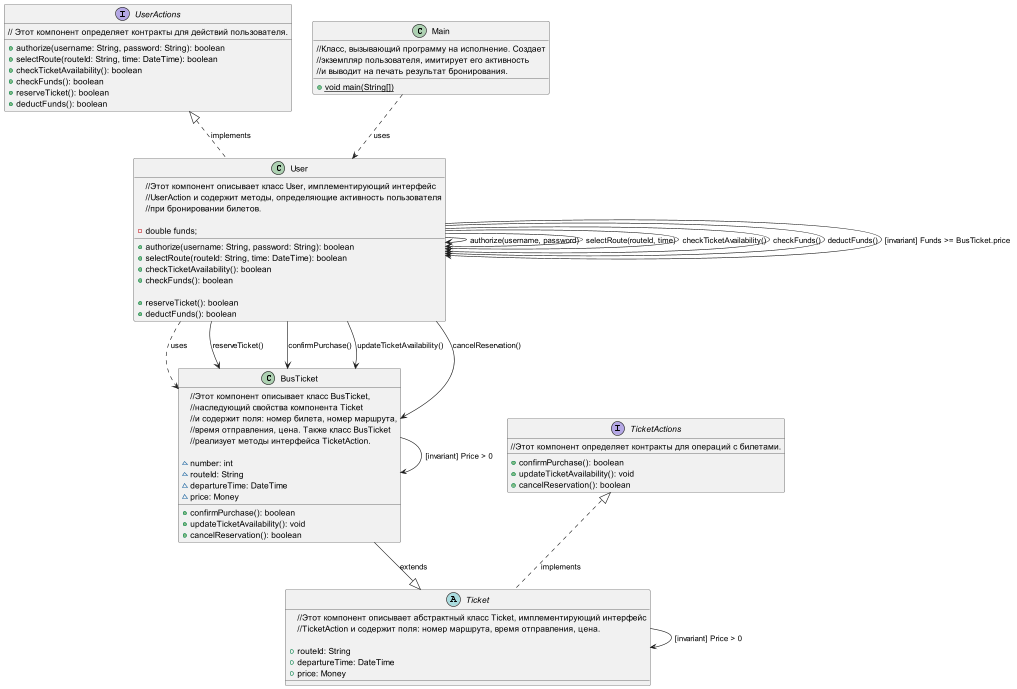 I UserActions
// Этот компонент определяет контракты для действий пользователя.
authorize(username: String, password: String): boolean
selectRoute(routeId: String, time: DateTime): boolean
checkTicketAvailability(): boolean
checkFunds(): boolean
reserveTicket(): boolean
deductFunds(): boolean
C Main
//Класс, вызывающий программу на исполнение. Создает
//экземпляр пользователя, имитирует его активность
//и выводит на печать результат бронирования.
void main(String[])
implements
uses
C User
//Этот компонент описывает класс User, имплементирующий интерфейс
//UserAction и содержит методы, определяющие активность пользователя
//при бронировании билетов.
double funds;
authorize(username: String, password: String): boolean
selectRoute(routeId: String, time: DateTime): boolean
checkTicketAvailability(): boolean
checkFunds(): boolean
reserveTicket(): boolean
deductFunds(): boolean
authorize(username, password)
selectRoute(routeId, time)
checkTicketAvailability()
checkFunds()
deductFunds()
[invariant] Funds >= BusTicket.price
uses
reserveTicket()
confirmPurchase()
updateTicketAvailability()
cancelReservation()
C BusTicket
//Этот компонент описывает класс BusTicket,
//наследующий свойства компонента Ticket
//и содержит поля: номер билета, номер маршрута,
//время отправления, цена. Также класс BusTicket
//реализует методы интерфейса TicketAction.
number: int
routeId: String
departureTime: DateTime
price: Money
confirmPurchase(): boolean
updateTicketAvailability(): void
cancelReservation(): boolean
[invariant] Price > 0
I TicketActions
//Этот компонент определяет контракты для операций с билетами.
confirmPurchase(): boolean
updateTicketAvailability(): void
cancelReservation(): boolean
extends
implements
A Ticket
//Этот компонент описывает абстрактный класс Ticket, имплементирующий интерфейс
//TicketAction и содержит поля: номер маршрута, время отправления, цена.
routeId: String
departureTime: DateTime
price: Money
[invariant] Price > 0